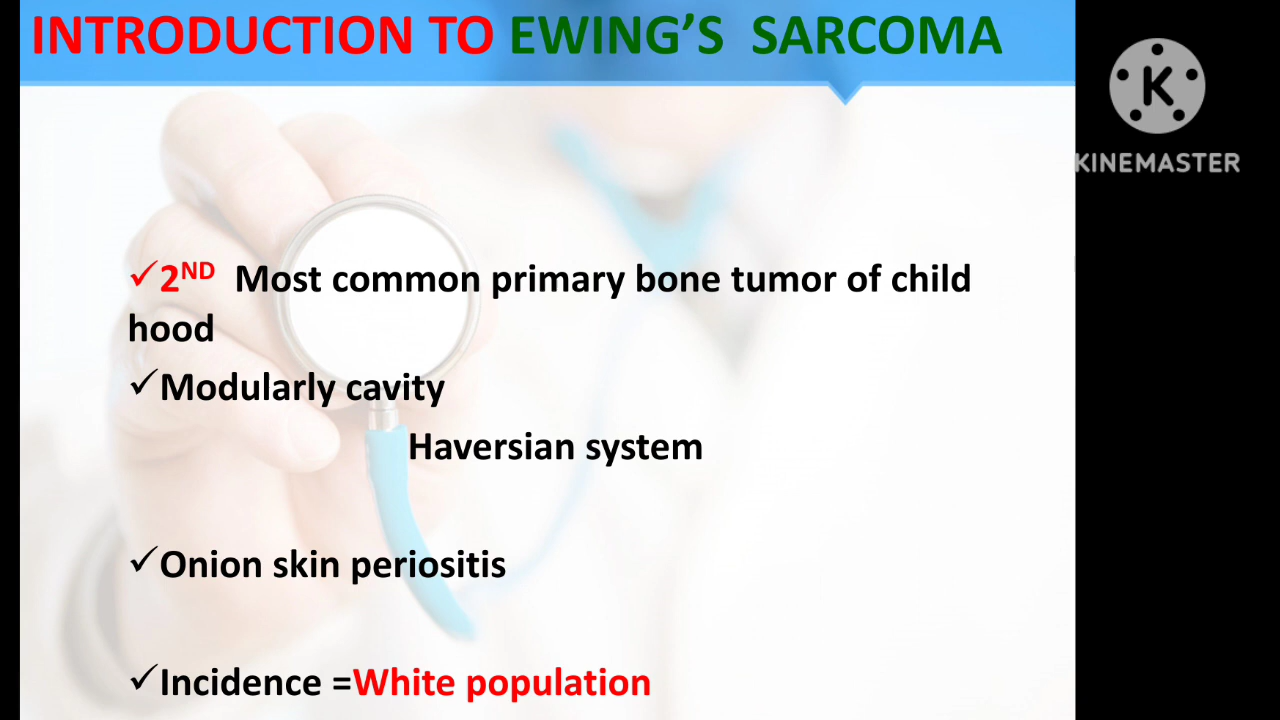 INTRODUCTION TO EWING'S SARCOMA
K
KINEMASTER
✓2ND Most common primary bone tumor of child
hood
✓Modularly cavity
Haversian system
✓Onion skin periositis
✓Incidence =White population